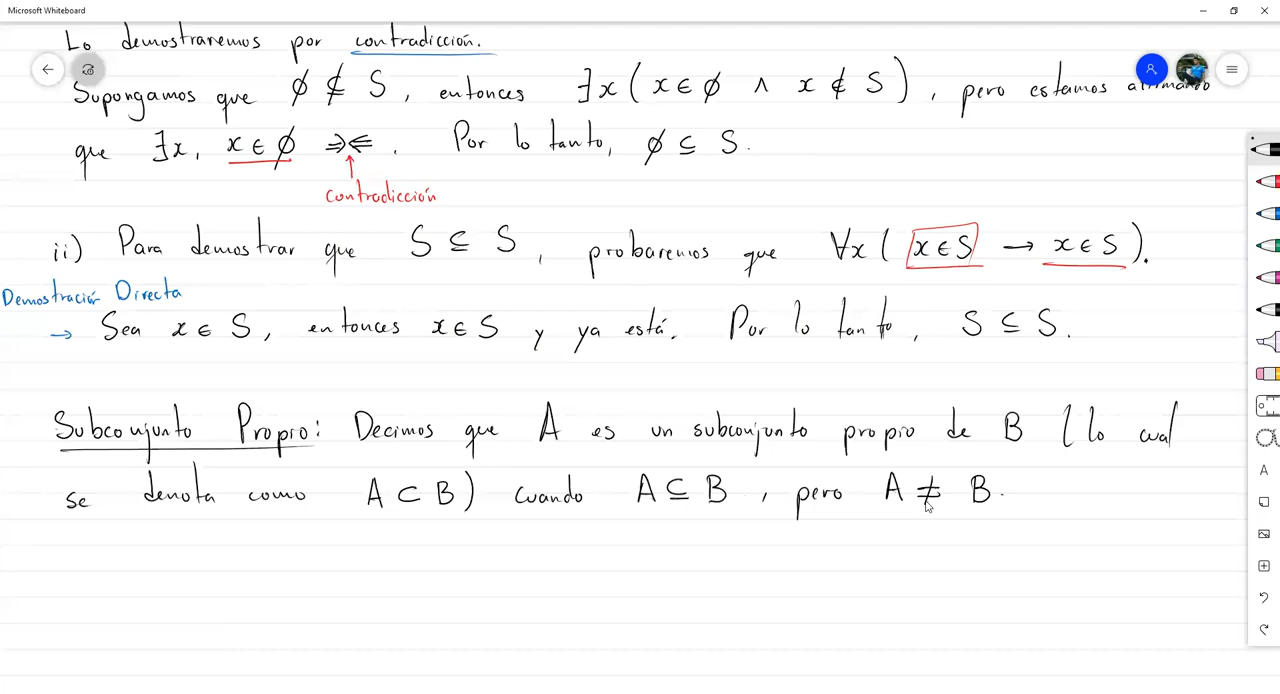 Microsoft Whiteboard
Lo demostraremos por contradicción.
Supongamos que ∅ ⊈ S, entonces ∃x(x∈∅ ∧ x∉S), pero estamos afirmando
que ∃x, x∈∅ ⇒⇐. Por lo tanto, ∅ ⊆ S.
contradicción
ii) Para demostrar que S ⊆ S, probaremos que ∀x(x∈S → x∈S).
Demostración Directa
→ Sea x∈S, entonces x∈S y ya está. Por lo tanto, S ⊆ S.
Subconjunto Propio: Decimos que A es un subconjunto propio de B (lo cual
se denota como A ⊂ B) cuando A ⊆ B, pero A ≠ B.
A